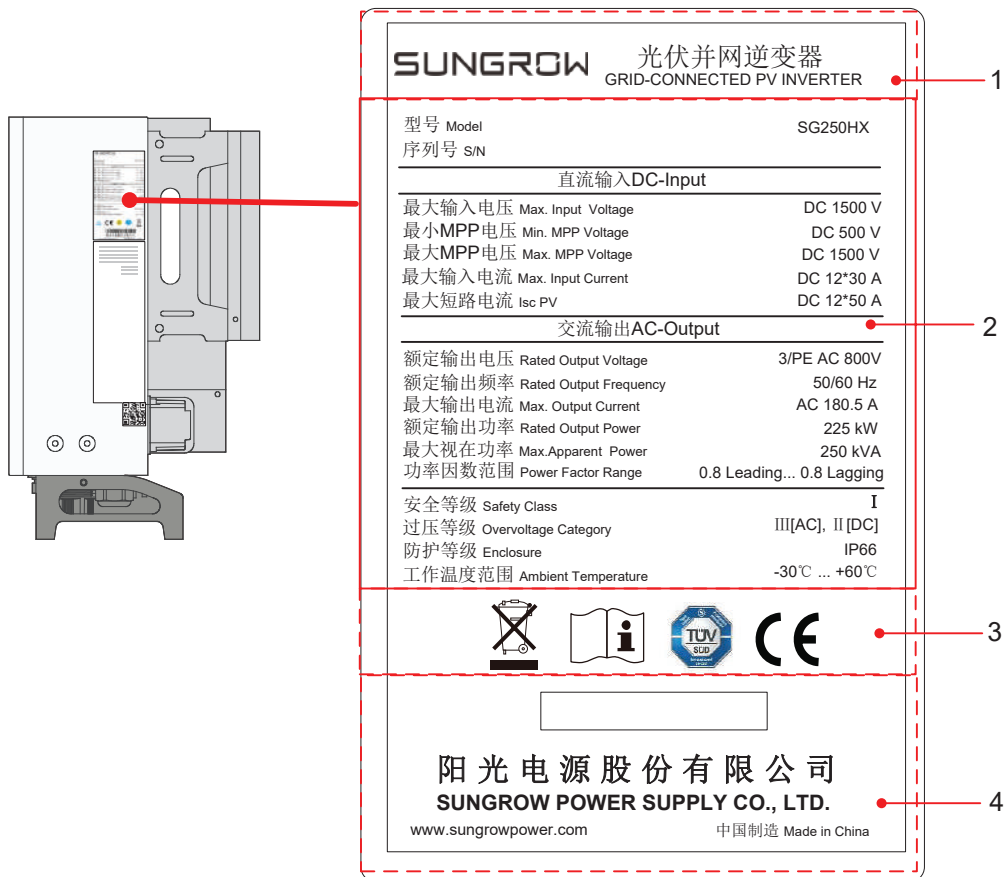 SUNGROW
光伏并网逆变器
GRID-CONNECTED PV INVERTER
1
型号 Model SG250HX
序列号 S/N
直流输入DC-Input
最大输入电压 Max. Input Voltage DC 1500 V
最小MPP电压 Min. MPP Voltage DC 500 V
最大MPP电压 Max. MPP Voltage DC 1500 V
最大输入电流 Max. Input Current DC 12*30 A
最大短路电流 Isc PV DC 12*50 A
交流输出AC-Output
2
额定输出电压 Rated Output Voltage 3/PE AC 800V
额定输出频率 Rated Output Frequency 50/60 Hz
最大输出电流 Max. Output Current AC 180.5 A
额定输出功率 Rated Output Power 225 kW
最大视在功率 Max.Apparent Power 250 kVA
功率因数范围 Power Factor Range 0.8 Leading... 0.8 Lagging
安全等级 Safety Class I
过压等级 Overvoltage Category III[AC], II[DC]
防护等级 Enclosure IP66
工作温度范围 Ambient Temperature -30℃ ... +60℃
TÜV
SÜD
CE
3
阳光电源股份有限公司
SUNGROW POWER SUPPLY CO., LTD.
4
www.sungrowpower.com 中国制造 Made in China